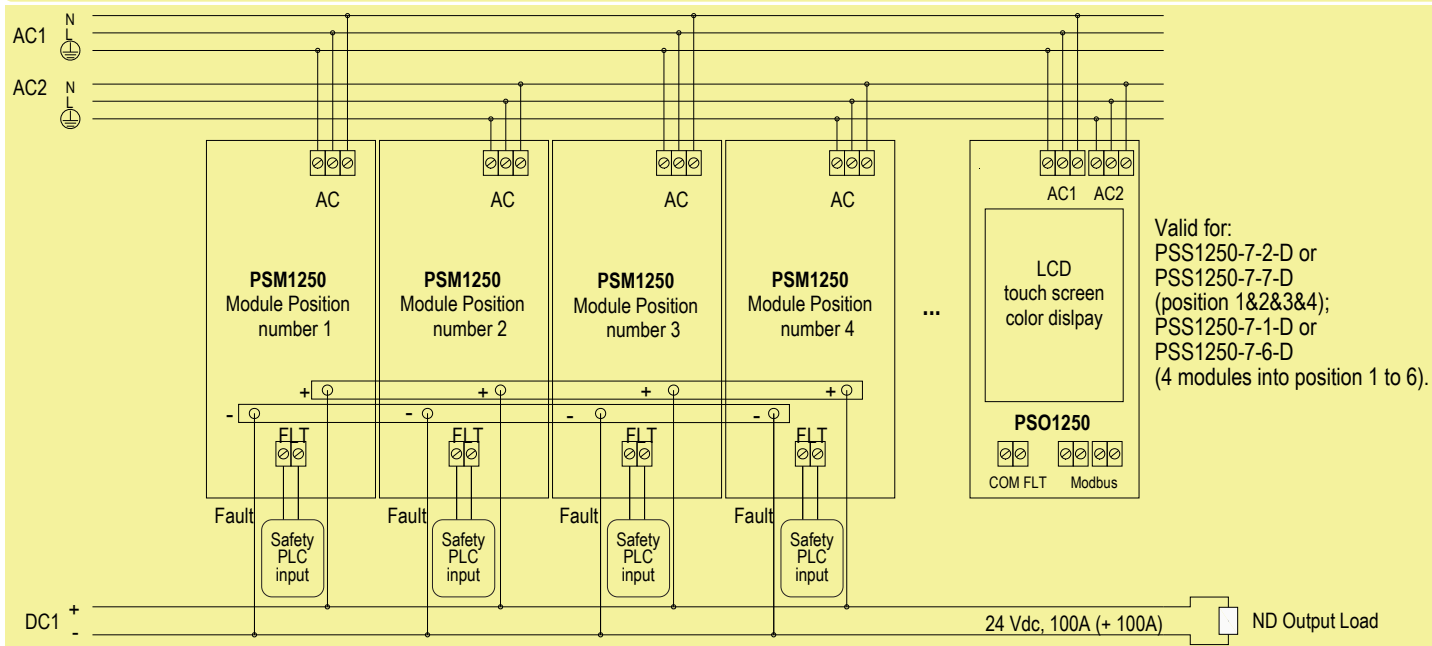 N
AC1 L
N
AC2 L
AC AC AC AC AC1 AC2
PSM1250
Module Position
number 1
PSM1250
Module Position
number 2
PSM1250
Module Position
number 3
PSM1250
Module Position
number 4
...
LCD
touch screen
color dislpay
PSO1250
COM FLT Modbus
Valid for:
PSS1250-7-2-D or
PSS1250-7-7-D
(position 1&2&3&4);
PSS1250-7-1-D or
PSS1250-7-6-D
(4 modules into position 1 to 6).
+ + + +
- - - -
FLT FLT FLT FLT
Fault Fault Fault Fault
Safety
PLC
input
Safety
PLC
input
Safety
PLC
input
Safety
PLC
input
DC1 +
-
24 Vdc, 100A (+ 100A)
ND Output Load